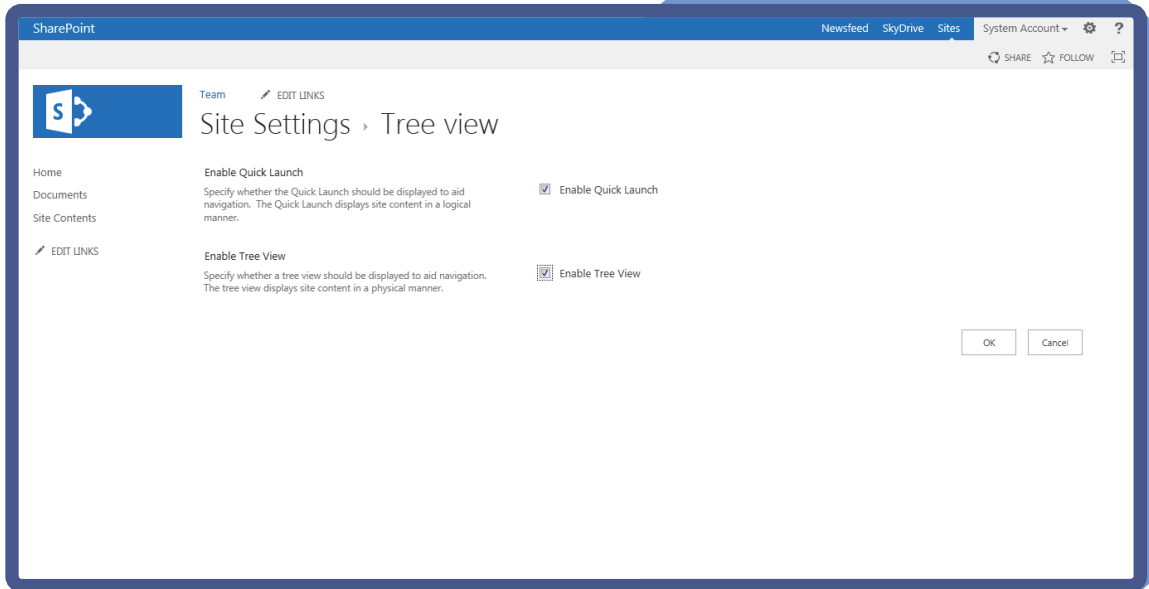 SharePoint
Newsfeed SkyDrive Sites System Account ?
SHARE FOLLOW
S
Team EDIT LINKS
Site Settings Tree view
Home
Documents
Site Contents
EDIT LINKS
Enable Quick Launch
Specify whether the Quick Launch should be displayed to aid
navigation. The Quick Launch displays site content in a logical
manner.
Enable Quick Launch
Enable Tree View
Specify whether a tree view should be displayed to aid navigation.
The tree view displays site content in a physical manner.
Enable Tree View
OK Cancel